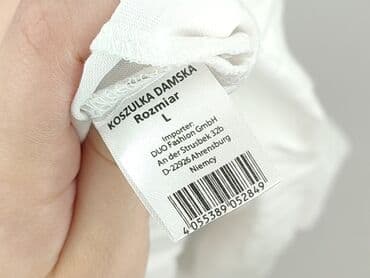 KOSZULKA DAMSKA
Rozmiar
L
Importer:
DUO Fashion GmbH
An der Strusbek 32b
D-22926 Ahrensburg
Niemcy
4 055389 052849